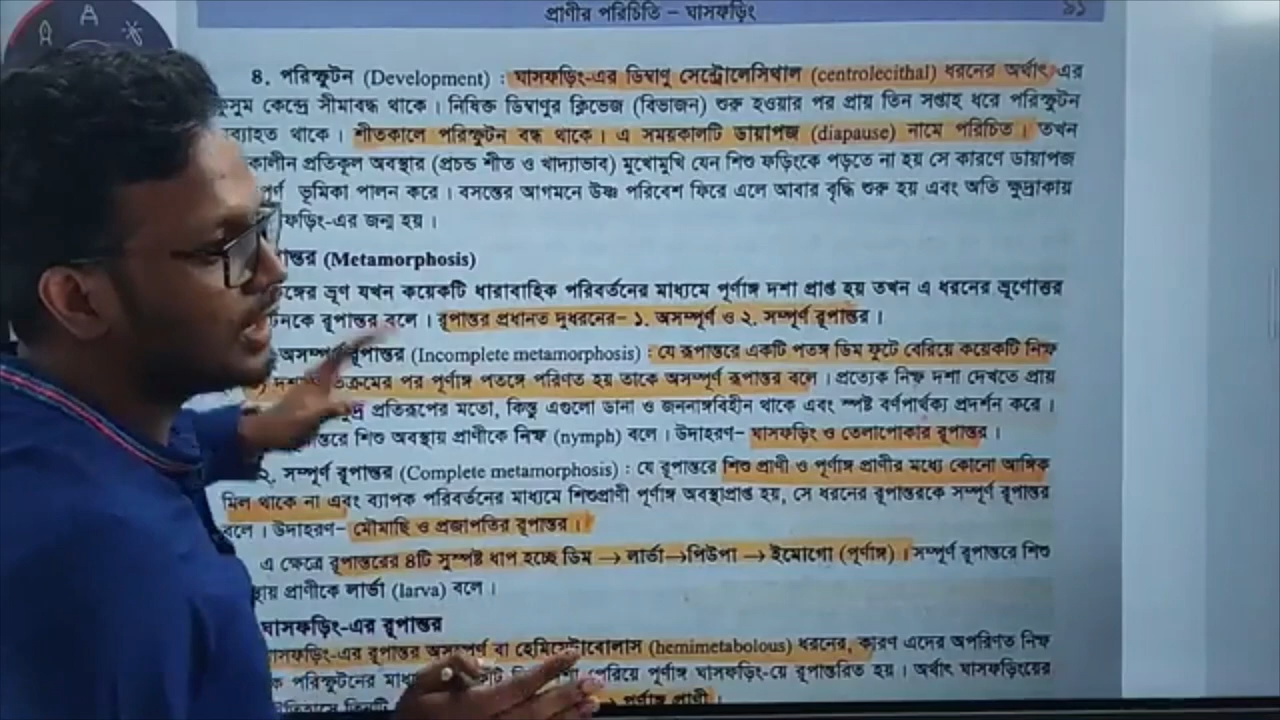 প্রাণীর পরিচিতি – ঘাসফড়িং ৯১
৪. পরিস্ফুটন (Development) : ঘাসফড়িং-এর ডিম্বাণু সেন্ট্রোলেসিথাল (centrolecithal) ধরনের অর্থাৎ এর
কেন্দ্রে সীমাবদ্ধ থাকে। নিষিক্ত ডিম্বাণুর ক্লিভেজ (বিভাজন) শুরু হওয়ার পর প্রায় তিন সপ্তাহ ধরে পরিস্ফুটন
থাকে। শীতকালে পরিস্ফুটন বন্ধ থাকে। এ সময়কালটি ডায়াপজ (diapause) নামে পরিচিত। তখন
প্রতিকূল অবস্থার (প্রচন্ড শীত ও খাদ্যাভাব) মুখোমুখি যেন শিশু ফড়িংকে পড়তে না হয় সে কারণে ডায়াপজ
ভূমিকা পালন করে। বসন্তের আগমনে উষ্ণ পরিবেশ ফিরে এলে আবার বৃদ্ধি শুরু হয় এবং অতি ক্ষুদ্রাকায়
জন্ম হয়।
(Metamorphosis)
ভ্রূণ যখন কয়েকটি ধারাবাহিক পরিবর্তনের মাধ্যমে পূর্ণাঙ্গ দশা প্রাপ্ত হয় তখন এ ধরনের ভ্রূণোত্তর
রূপান্তর বলে। রূপান্তর প্রধানত দুধরনের– ১. অসম্পূর্ণ ও ২. সম্পূর্ণ রূপান্তর।
অসম্পূর্ণ রূপান্তর (Incomplete metamorphosis) : যে রূপান্তরে একটি পতঙ্গ ডিম ফুটে বেরিয়ে কয়েকটি নিম্ফ
পর পূর্ণাঙ্গ পতঙ্গে পরিণত হয় তাকে অসম্পূর্ণ রূপান্তর বলে। প্রত্যেক নিম্ফ দশা দেখতে প্রায়
প্রতিরূপের মতো, কিন্তু এগুলো ডানা ও জননাঙ্গবিহীন থাকে এবং স্পষ্ট বর্ণপার্থক্য প্রদর্শন করে।
শিশু অবস্থায় প্রাণীকে নিম্ফ (nymph) বলে। উদাহরণ– ঘাসফড়িং ও তেলাপোকার রূপান্তর।
২. সম্পূর্ণ রূপান্তর (Complete metamorphosis) : যে রূপান্তরে শিশু প্রাণী ও পূর্ণাঙ্গ প্রাণীর মধ্যে কোনো আঙ্গিক
মিল থাকে না এবং ব্যাপক পরিবর্তনের মাধ্যমে শিশুপ্রাণী পূর্ণাঙ্গ অবস্থাপ্রাপ্ত হয়, সে ধরনের রূপান্তরকে সম্পূর্ণ রূপান্তর
বলে। উদাহরণ– মৌমাছি ও প্রজাপতির রূপান্তর।
এ ক্ষেত্রে রূপান্তরের ৪টি সুস্পষ্ট ধাপ হচ্ছে ডিম → লার্ভা→পিউপা → ইমোগো (পূর্ণাঙ্গ)। সম্পূর্ণ রূপান্তরে শিশু
প্রাণীকে লার্ভা (larva) বলে।
ঘাসফড়িং-এর রূপান্তর
ঘাসফড়িং-এর রূপান্তর অসম্পূর্ণ বা হেমিমেটাবোলাস (hemimetabolous) ধরনের, কারণ এদের অপরিণত নিম্ফ
পরিস্ফুটনের পেরিয়ে পূর্ণাঙ্গ ঘাসফড়িং-য়ে রূপান্তরিত হয়। অর্থাৎ ঘাসফড়িংয়ের
→ পূর্ণাঙ্গ প্রাণী।